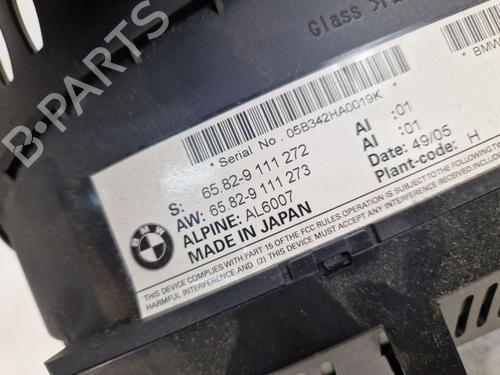 Glass
BMW
* Serial No. 05B342HA0019K *
S: 65.82-9 111 272
AI :01
AW: 65.82-9 111 273
AI :01
ALPINE: AL6007
Date: 49/05
MADE IN JAPAN
Plant-code: H
BMW
THIS DEVICE COMPLIES WITH PART 15 OF THE FCC RULES OPERATION IS SUBJECT TO THE FOLLOWING
HARMFUL INTERFERENCE AND (2) THIS DEVICE MUST ACCEPT ANY INTERFERENCE
B-PARTS